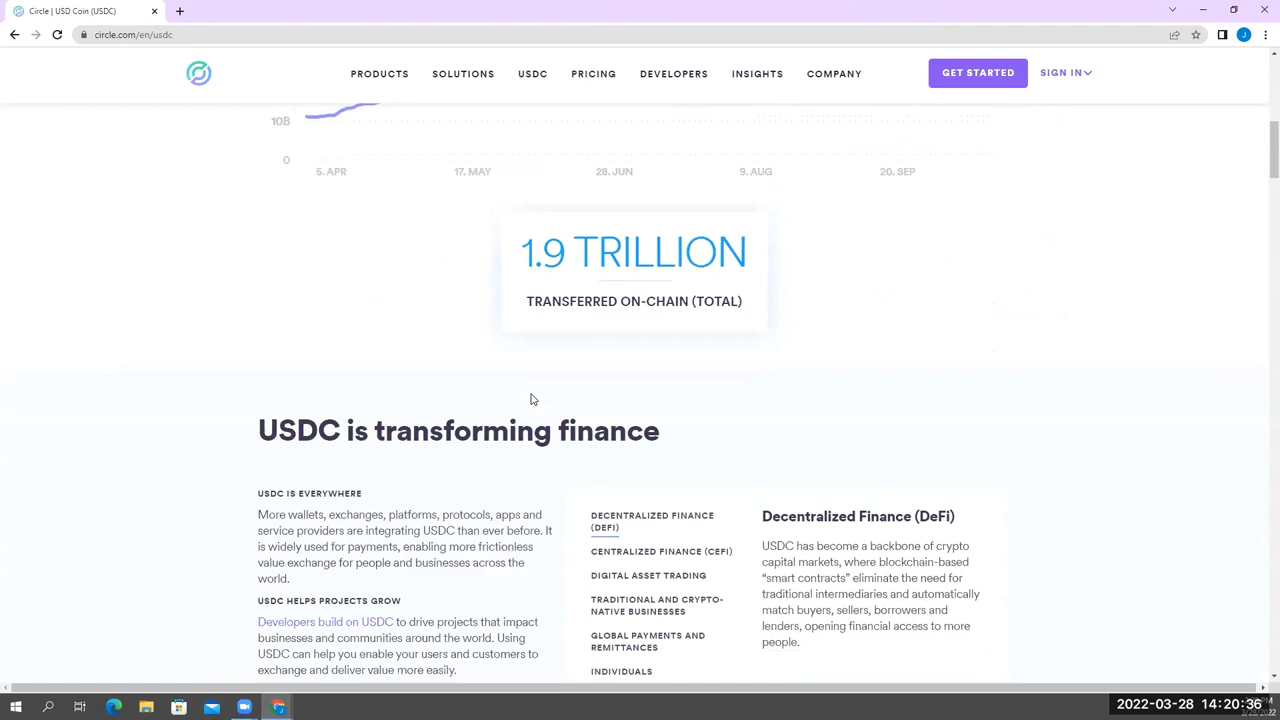 Circle | USD Coin (USDC)
circle.com/en/usdc
PRODUCTS SOLUTIONS USDC PRICING DEVELOPERS INSIGHTS COMPANY GET STARTED SIGN IN
10B
0
5. APR 17. MAY 28. JUN 9. AUG 20. SEP
1.9 TRILLION
TRANSFERRED ON-CHAIN (TOTAL)
USDC is transforming finance
USDC IS EVERYWHERE
More wallets, exchanges, platforms, protocols, apps and
service providers are integrating USDC than ever before. It
is widely used for payments, enabling more frictionless
value exchange for people and businesses across the
world.
USDC HELPS PROJECTS GROW
Developers build on USDC to drive projects that impact
businesses and communities around the world. Using
USDC can help you enable your users and customers to
exchange and deliver value more easily.
DECENTRALIZED FINANCE
(DEFI)
CENTRALIZED FINANCE (CEFI)
DIGITAL ASSET TRADING
TRADITIONAL AND CRYPTO-
NATIVE BUSINESSES
GLOBAL PAYMENTS AND
REMITTANCES
INDIVIDUALS
Decentralized Finance (DeFi)
USDC has become a backbone of crypto
capital markets, where blockchain-based
“smart contracts” eliminate the need for
traditional intermediaries and automatically
match buyers, sellers, borrowers and
lenders, opening financial access to more
people.
J
2022-03-28 14:20:36